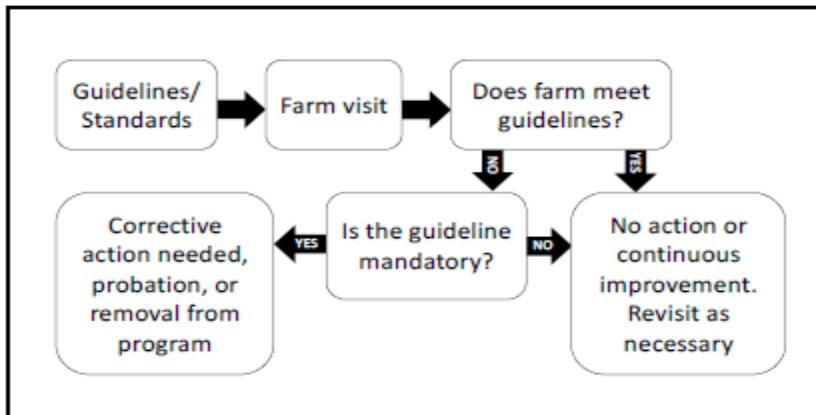 Guidelines/
Standards
Farm visit
Does farm meet
guidelines?
NO
YES
Corrective
action needed,
probation, or
removal from
program
YES
Is the guideline
mandatory?
NO
No action or
continuous
improvement.
Revisit as
necessary